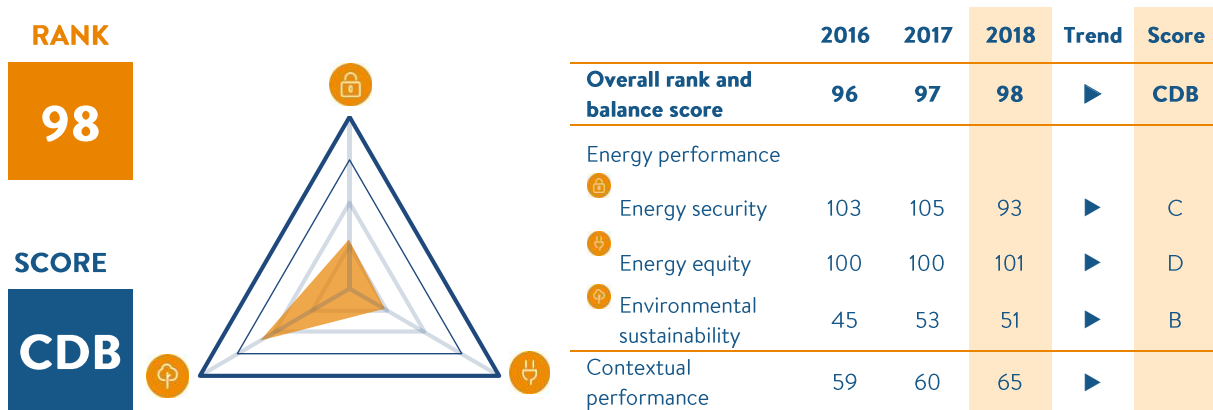 RANK
98
SCORE
CDB
2016 2017 2018 Trend Score
Overall rank and
balance score 96 97 98 CDB
Energy performance
Energy security 103 105 93 C
Energy equity 100 100 101 D
Environmental
sustainability 45 53 51 B
Contextual
performance 59 60 65